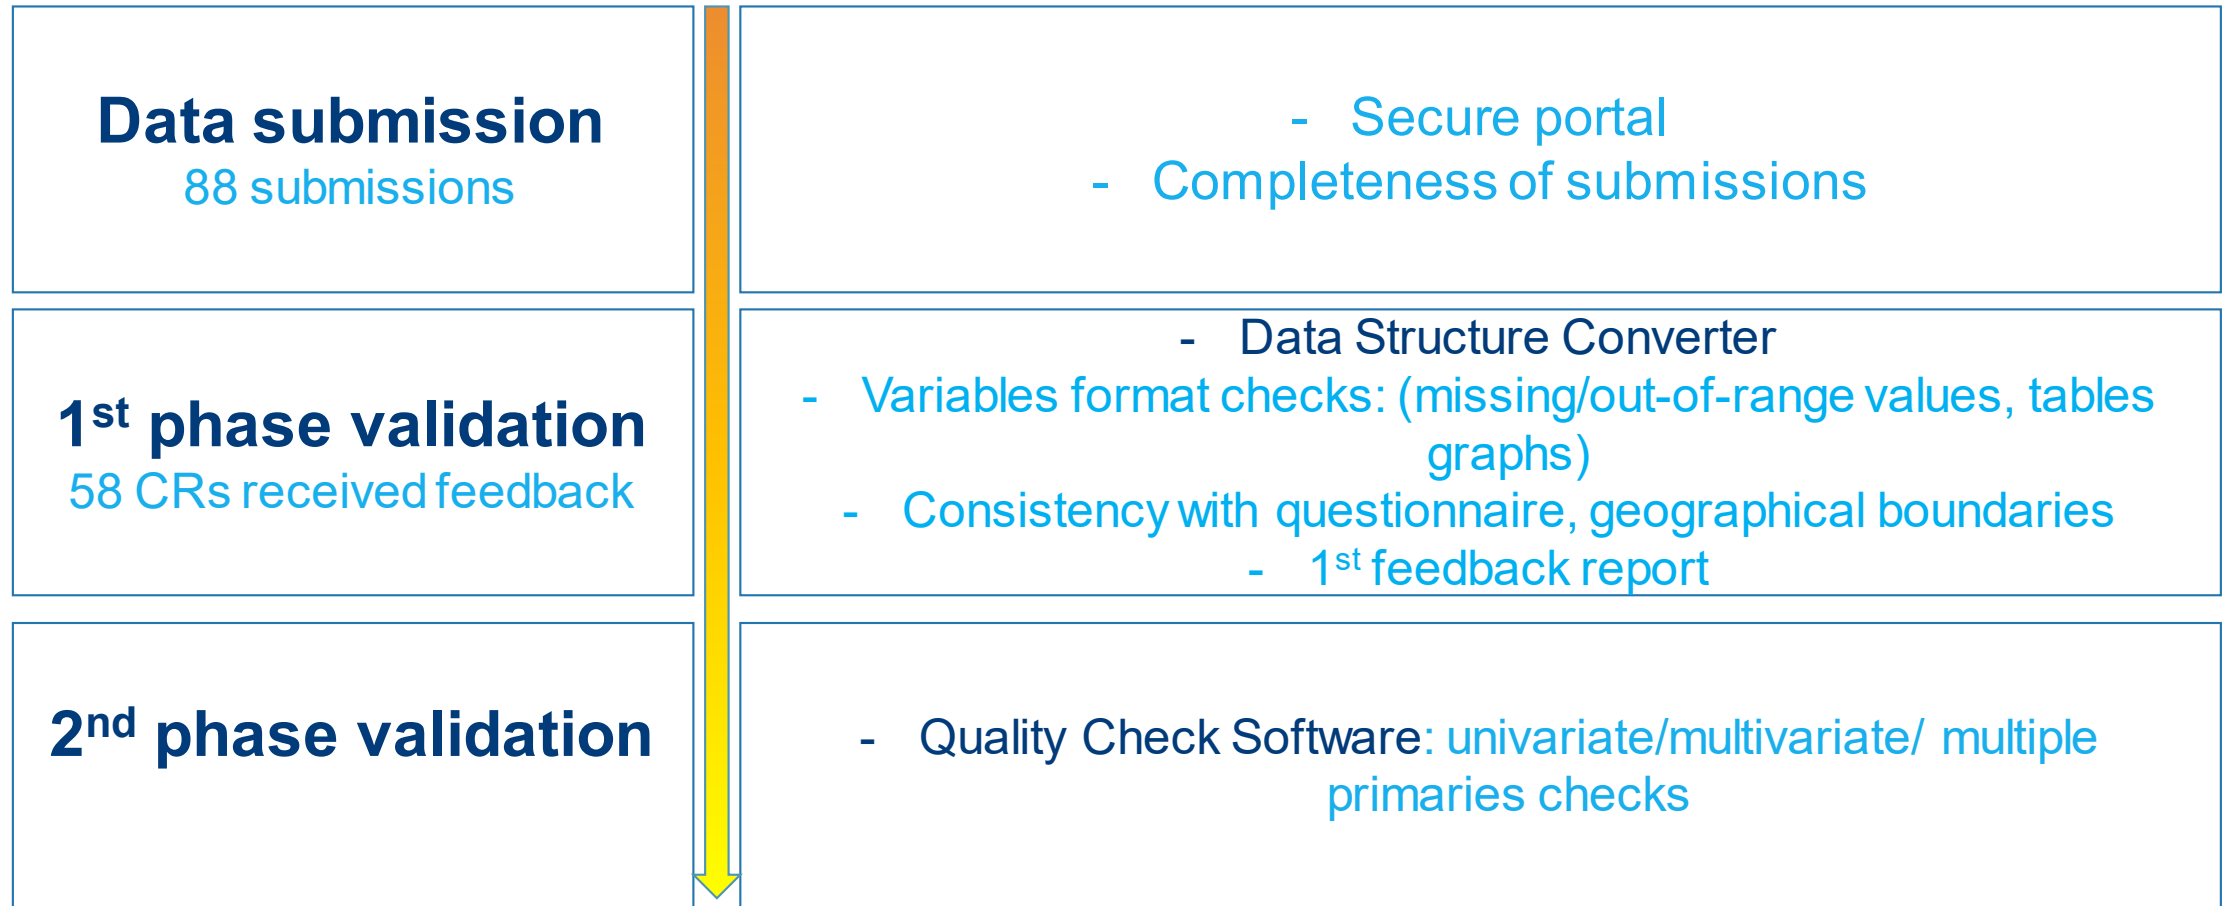 Data submission
88 submissions
- Secure portal
- Completeness of submissions
1st phase validation
58 CRs received feedback
- Data Structure Converter
- Variables format checks: (missing/out-of-range values, tables
graphs)
- Consistency with questionnaire, geographical boundaries
- 1st feedback report
2nd phase validation
- Quality Check Software: univariate/multivariate/ multiple
primaries checks